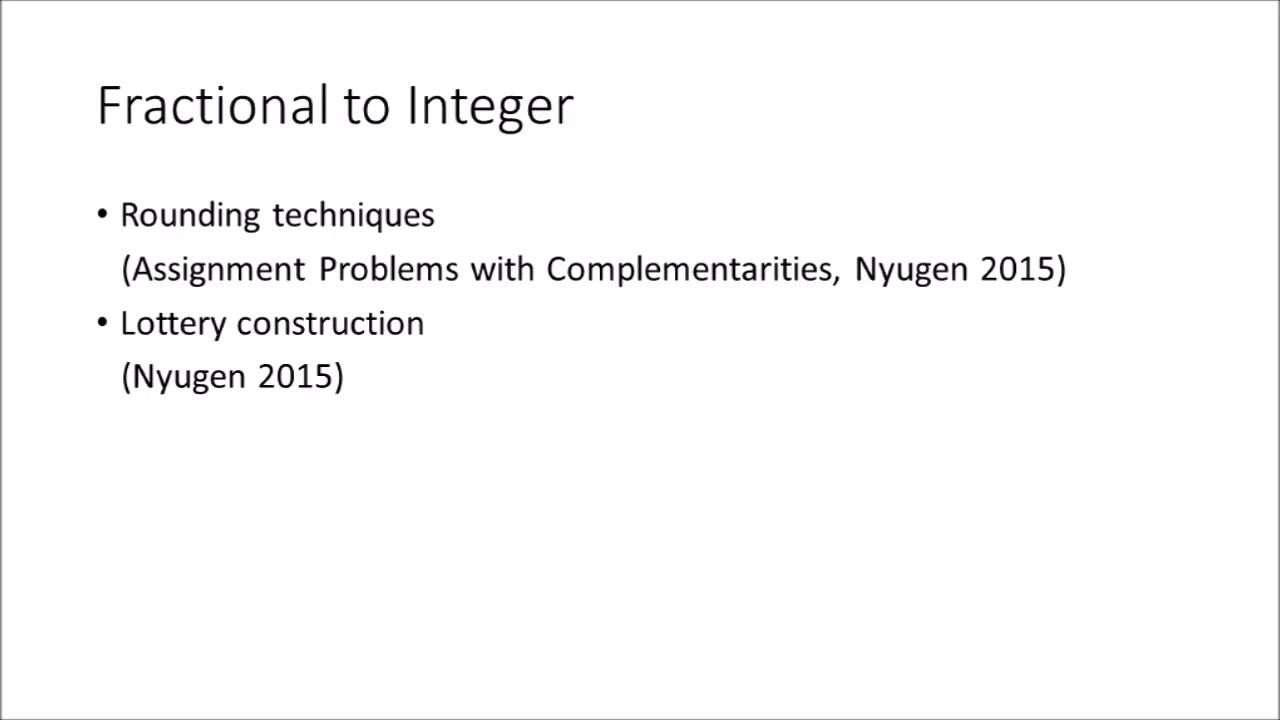 Fractional to Integer
• Rounding techniques
(Assignment Problems with Complementarities, Nyugen 2015)
• Lottery construction
(Nyugen 2015)